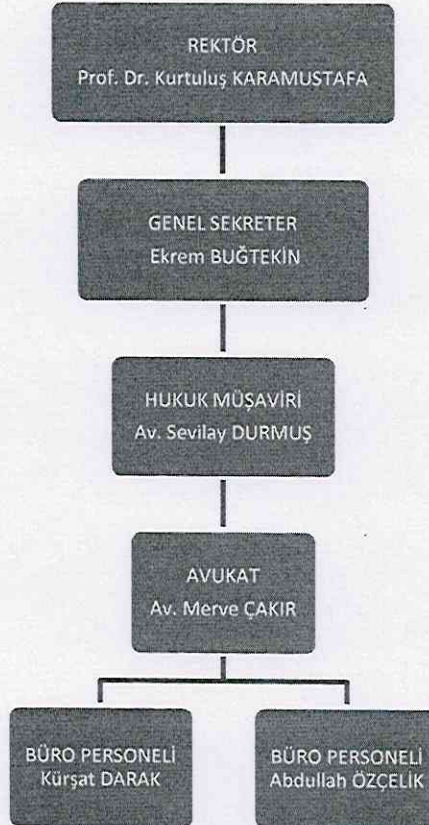 REKTÖR
Prof. Dr. Kurtuluş KARAMUSTAFA
GENEL SEKRETER
Ekrem BUĞTEKİN
HUKUK MÜŞAVİRİ
Av. Sevilay DURMUŞ
AVUKAT
Av. Merve ÇAKIR
BÜRO PERSONELİ
Kürşat DARAK
BÜRO PERSONELİ
Abdullah ÖZÇELİK